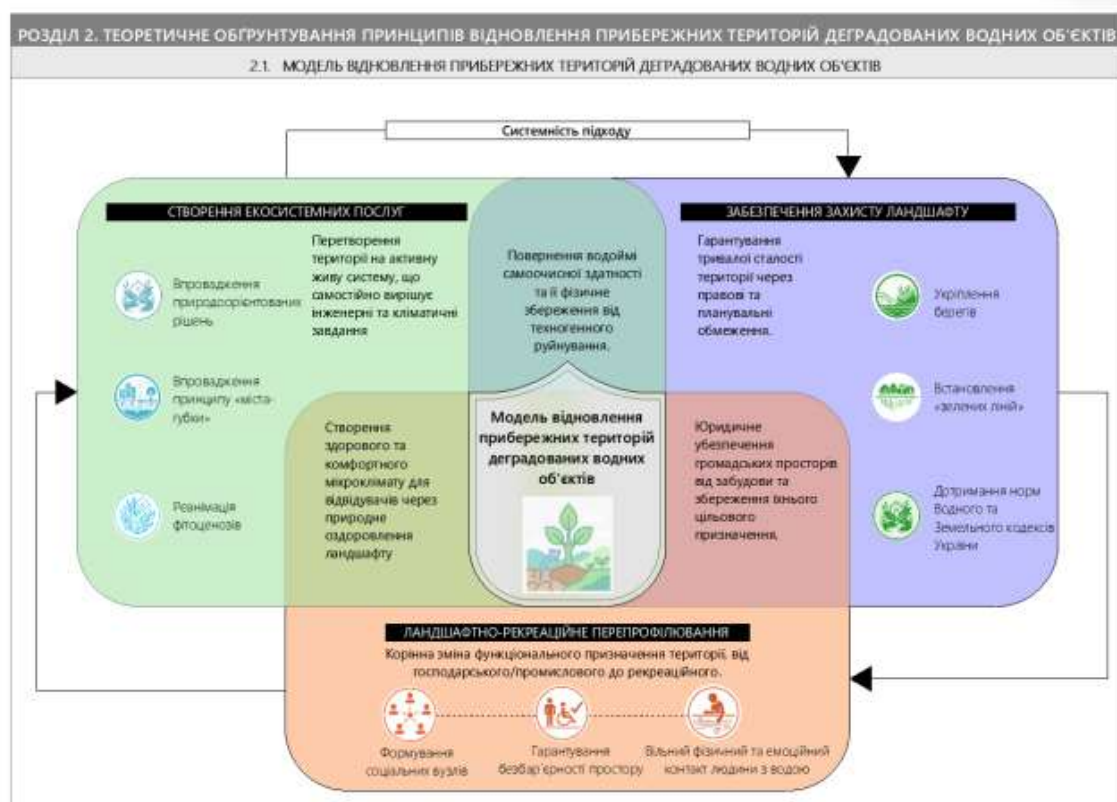 РОЗДІЛ 2. ТЕОРЕТИЧНЕ ОБҐРУНТУВАННЯ ПРИНЦИПІВ ВІДНОВЛЕННЯ ПРИБЕРЕЖНИХ ТЕРИТОРІЙ ДЕГРАДОВАНИХ ВОДНИХ ОБ'ЄКТІВ
2.1. МОДЕЛЬ ВІДНОВЛЕННЯ ПРИБЕРЕЖНИХ ТЕРИТОРІЙ ДЕГРАДОВАНИХ ВОДНИХ ОБ'ЄКТІВ
Системність підходу
СТВОРЕННЯ ЕКОСИСТЕМНИХ ПОСЛУГ
Перетворення
території на активну
живу систему, що
самостійно вирішує
інженерні та кліматичні
завдання
Впровадження
природоорієнтованих
рішень
Впровадження
принципу «міста-
губки»
Реанімація
фітоценозів
Повернення водоймі
самоочисної здатності
та її фізичне
збереження від
техногенного
руйнування.
ЗАБЕЗПЕЧЕННЯ ЗАХИСТУ ЛАНДШАФТУ
Гарантування
тривалої сталості
території через
правові та
планувальні
обмеження.
Укріплення
берегів
Встановлення
«зелених ліній»
Дотримання норм
Водного та
Земельного кодексів
України
Створення
здорового та
комфортного
мікроклімату для
відвідувачів через
природне
оздоровлення
ландшафту
Модель відновлення
прибережних територій
деградованих водних
об'єктів
Юридичне
убезпечення
громадських просторів
від забудови та
збереження їхнього
цільового
призначення.
ЛАНДШАФТНО-РЕКРЕАЦІЙНЕ ПЕРЕПРОФІЛЮВАННЯ
Корінна зміна функціонального призначення території, від
господарського/промислового до рекреаційного.
Формування
соціальних вузлів
Гарантування
безбар'єрності простору
Вільний фізичний та емоційний
контакт людини з водою